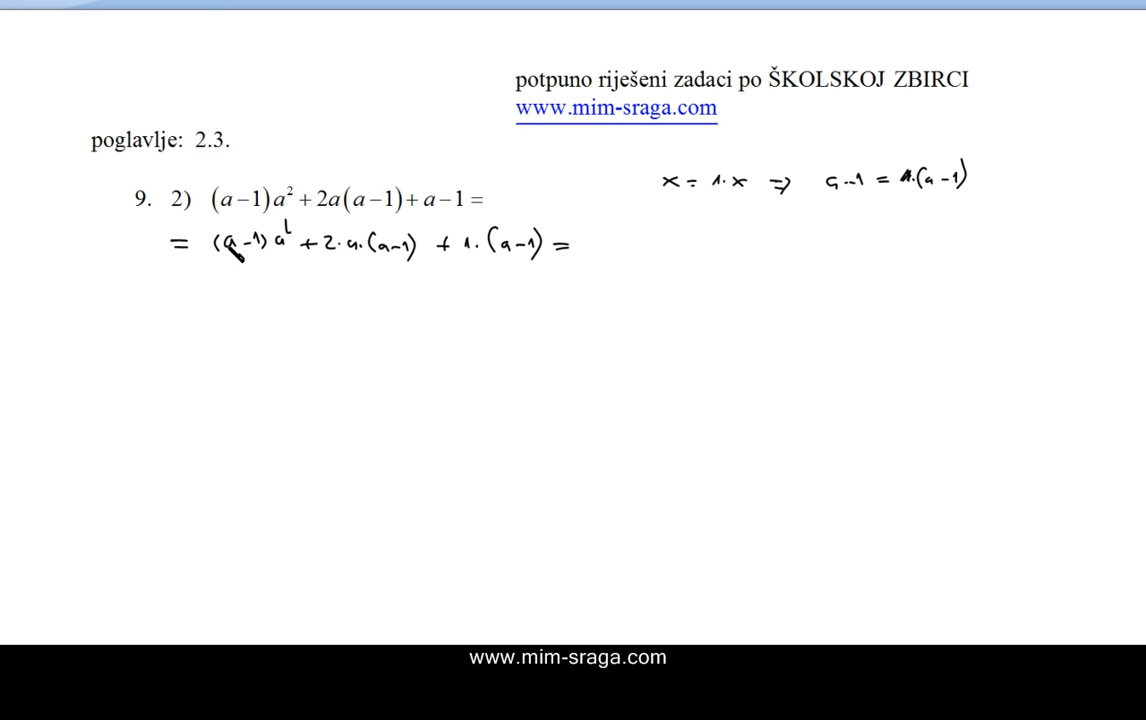 potpuno riješeni zadaci po ŠKOLSKOJ ZBIRCI
www.mim-sraga.com
poglavlje: 2.3.
x = 1·x ⇒ a-1 = 1·(a-1)
9. 2) (a−1)a² + 2a(a−1) + a−1 =
= (a-1) a² + 2·a·(a-1) + 1·(a-1) =
www.mim-sraga.com